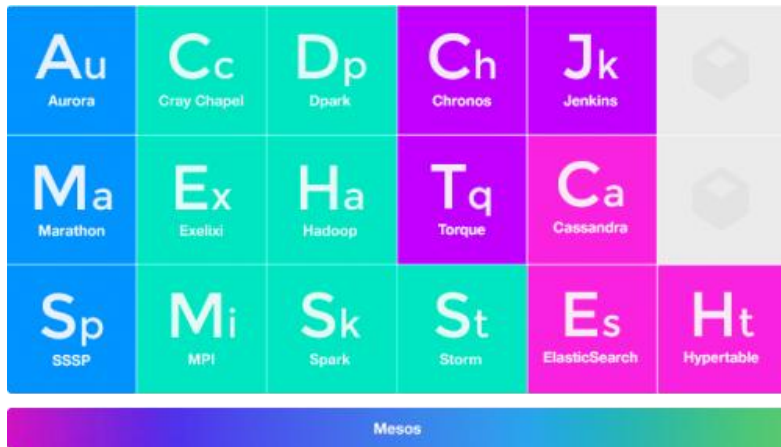 Au Cc Dp Ch Jk
Aurora Cray Chapel Dpark Chronos Jenkins
Ma Ex Ha Tq Ca
Marathon Exelixi Hadoop Torque Cassandra
Sp Mi Sk St Es Ht
SSSP MPI Spark Storm ElasticSearch Hypertable
Mesos